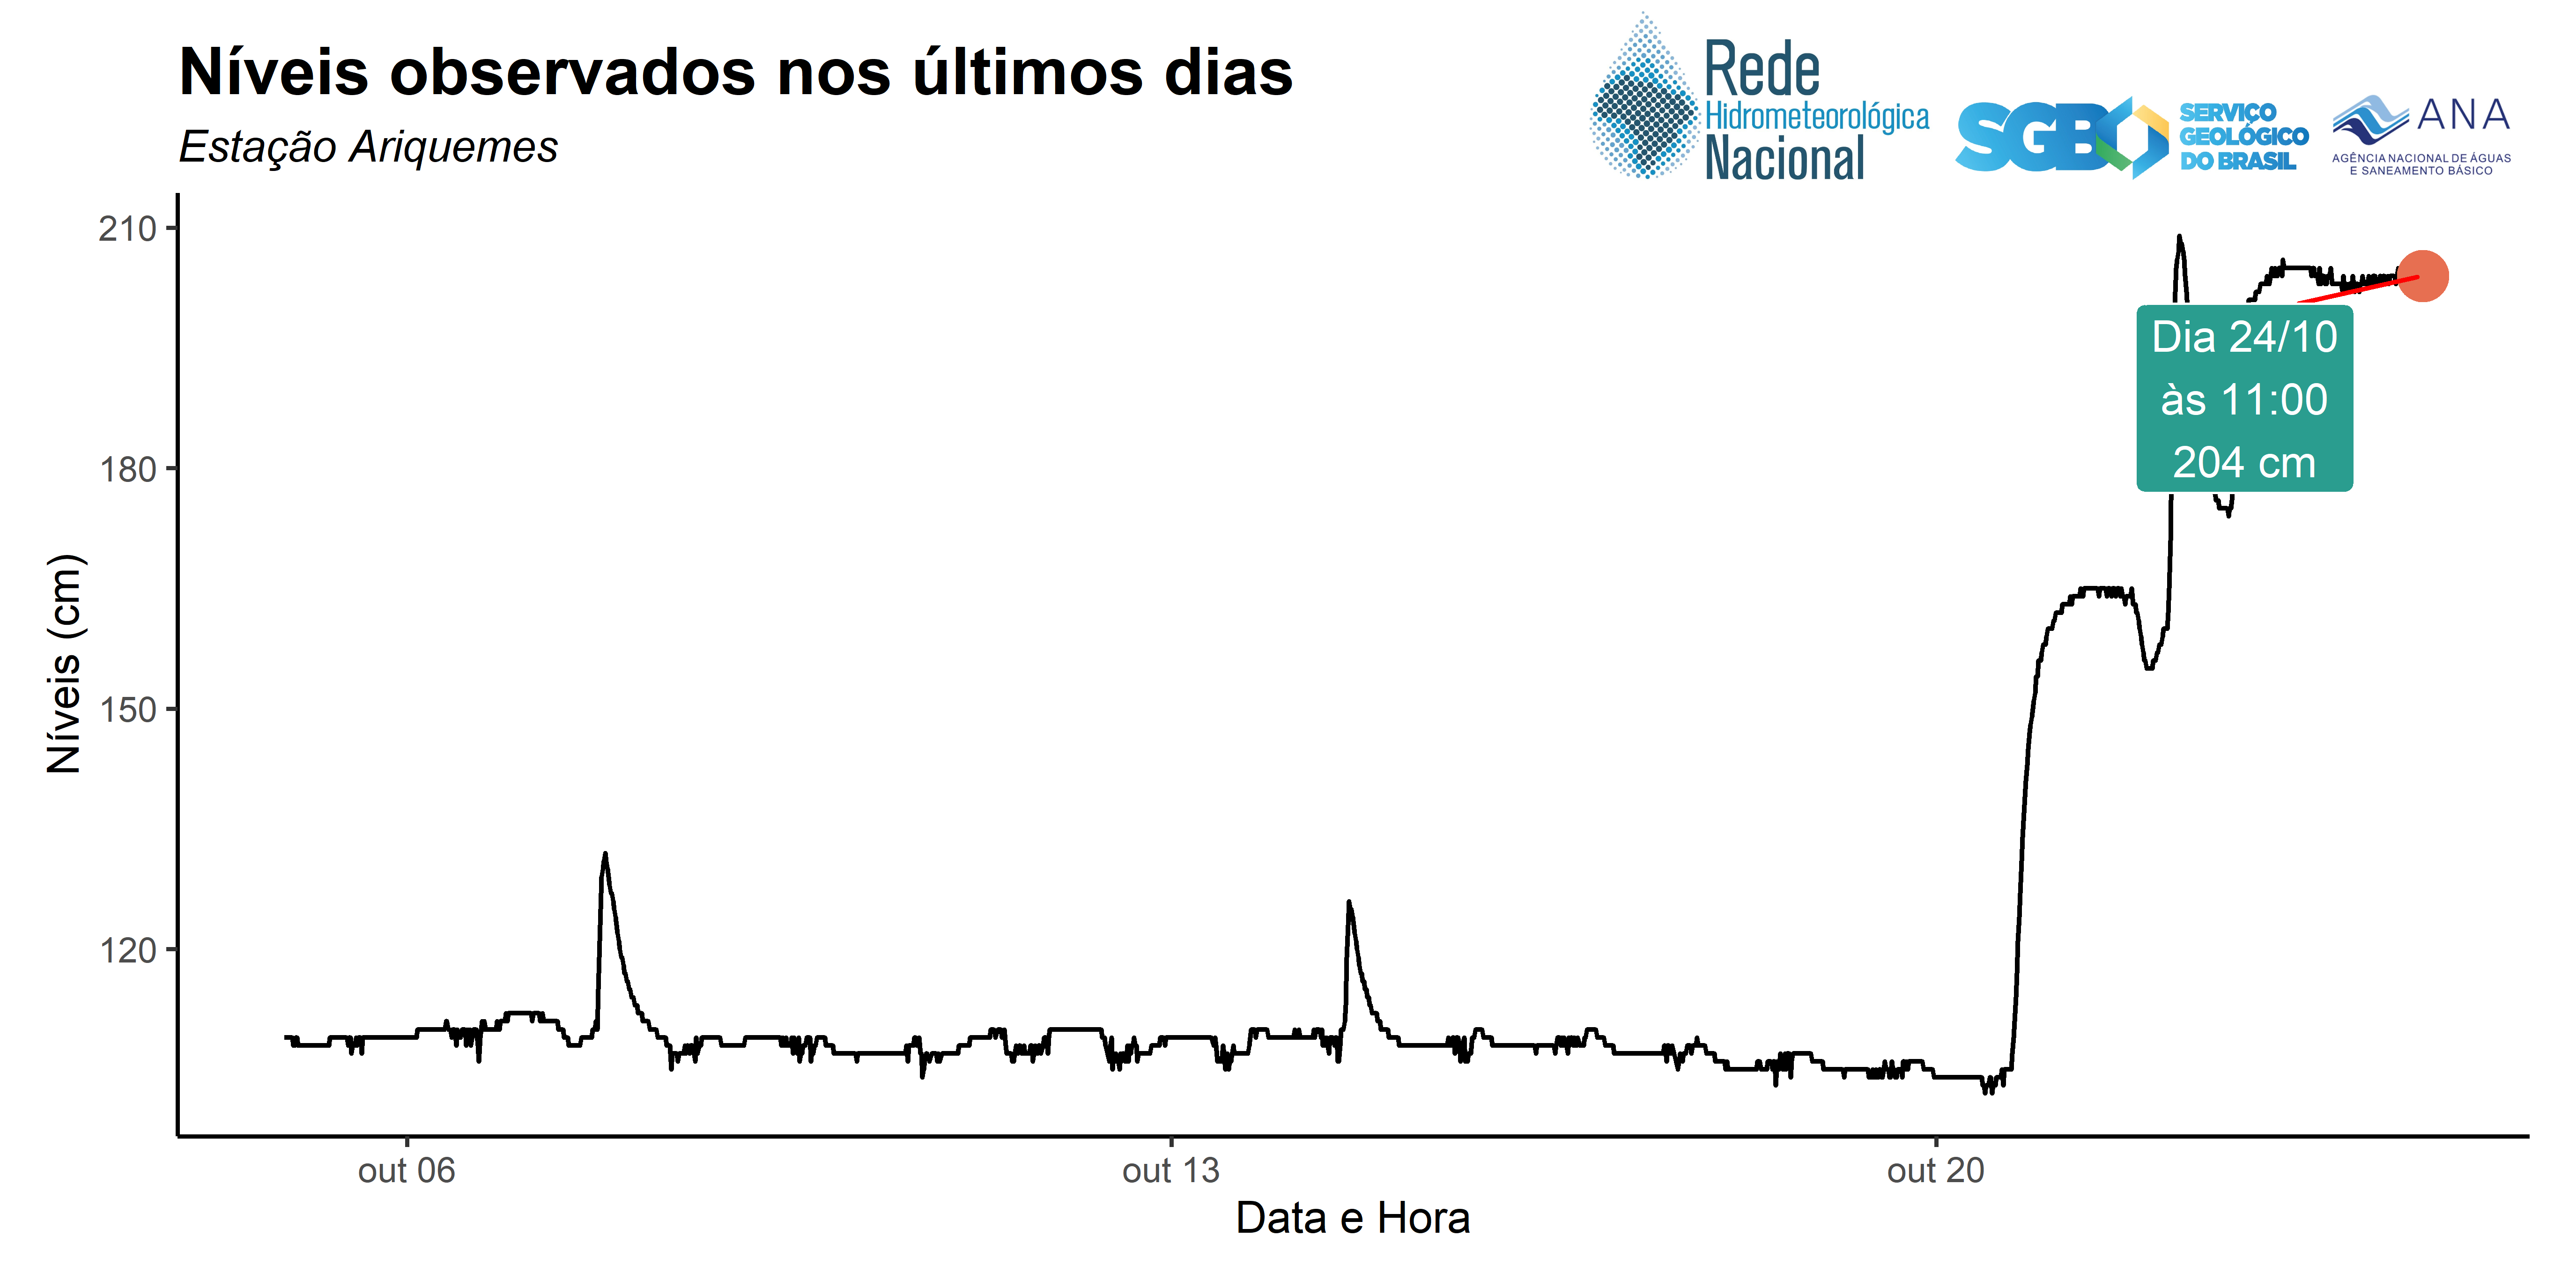 Níveis observados nos últimos dias
Estação Ariquemes
Rede
Hidrometeorológica
Nacional
SGB
SERVIÇO
GEOLÓGICO
DO BRASIL
ANA
AGÊNCIA NACIONAL DE ÁGUAS
E SANEAMENTO BÁSICO
210
180
150
120
Níveis (cm)
Dia 24/10
às 11:00
204 cm
out 06
out 13
out 20
Data e Hora